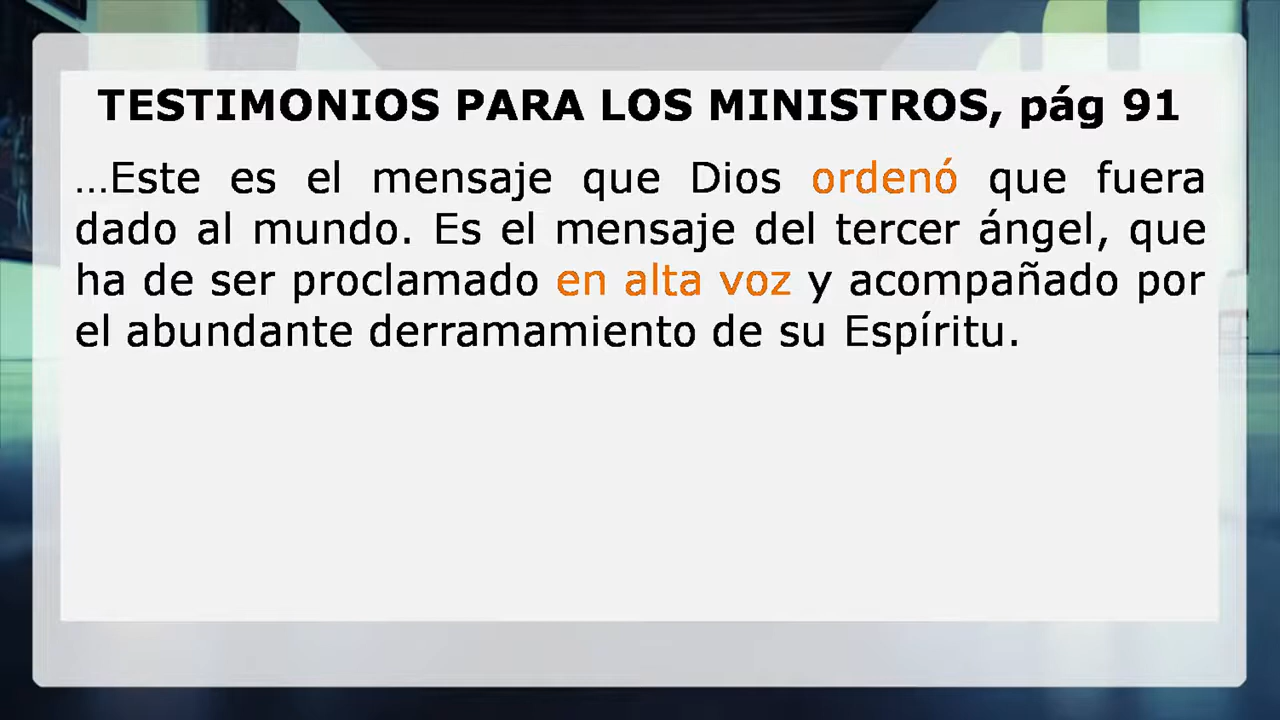 TESTIMONIOS PARA LOS MINISTROS, pág 91
...Este es el mensaje que Dios ordenó que fuera
dado al mundo. Es el mensaje del tercer ángel, que
ha de ser proclamado en alta voz y acompañado por
el abundante derramamiento de su Espíritu.